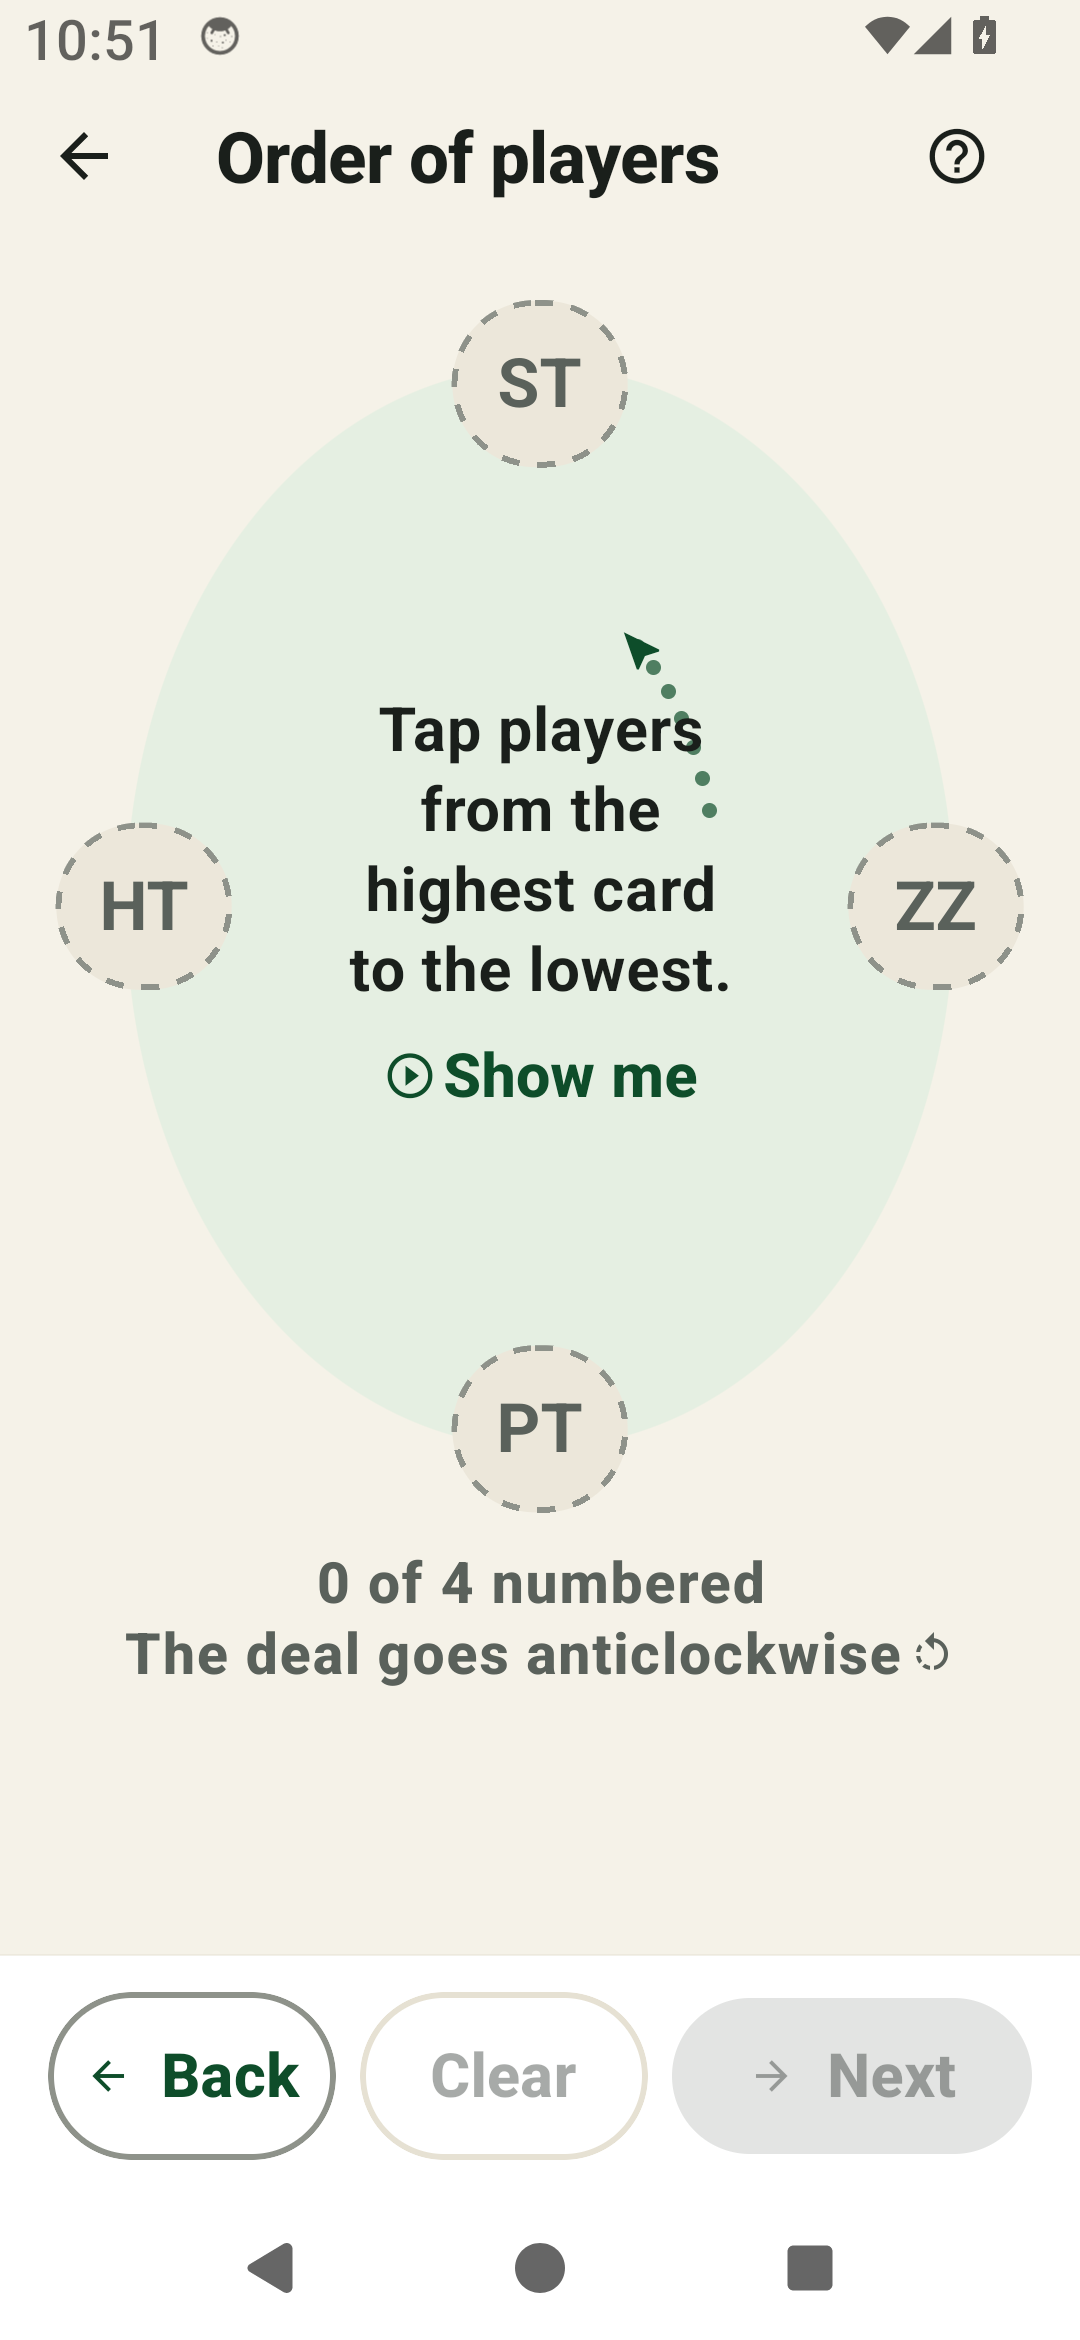 10:51
Order of players
ST
Tap players
from the
highest card
to the lowest.
HT
ZZ
Show me
PT
0 of 4 numbered
The deal goes anticlockwise
Back
Clear
Next